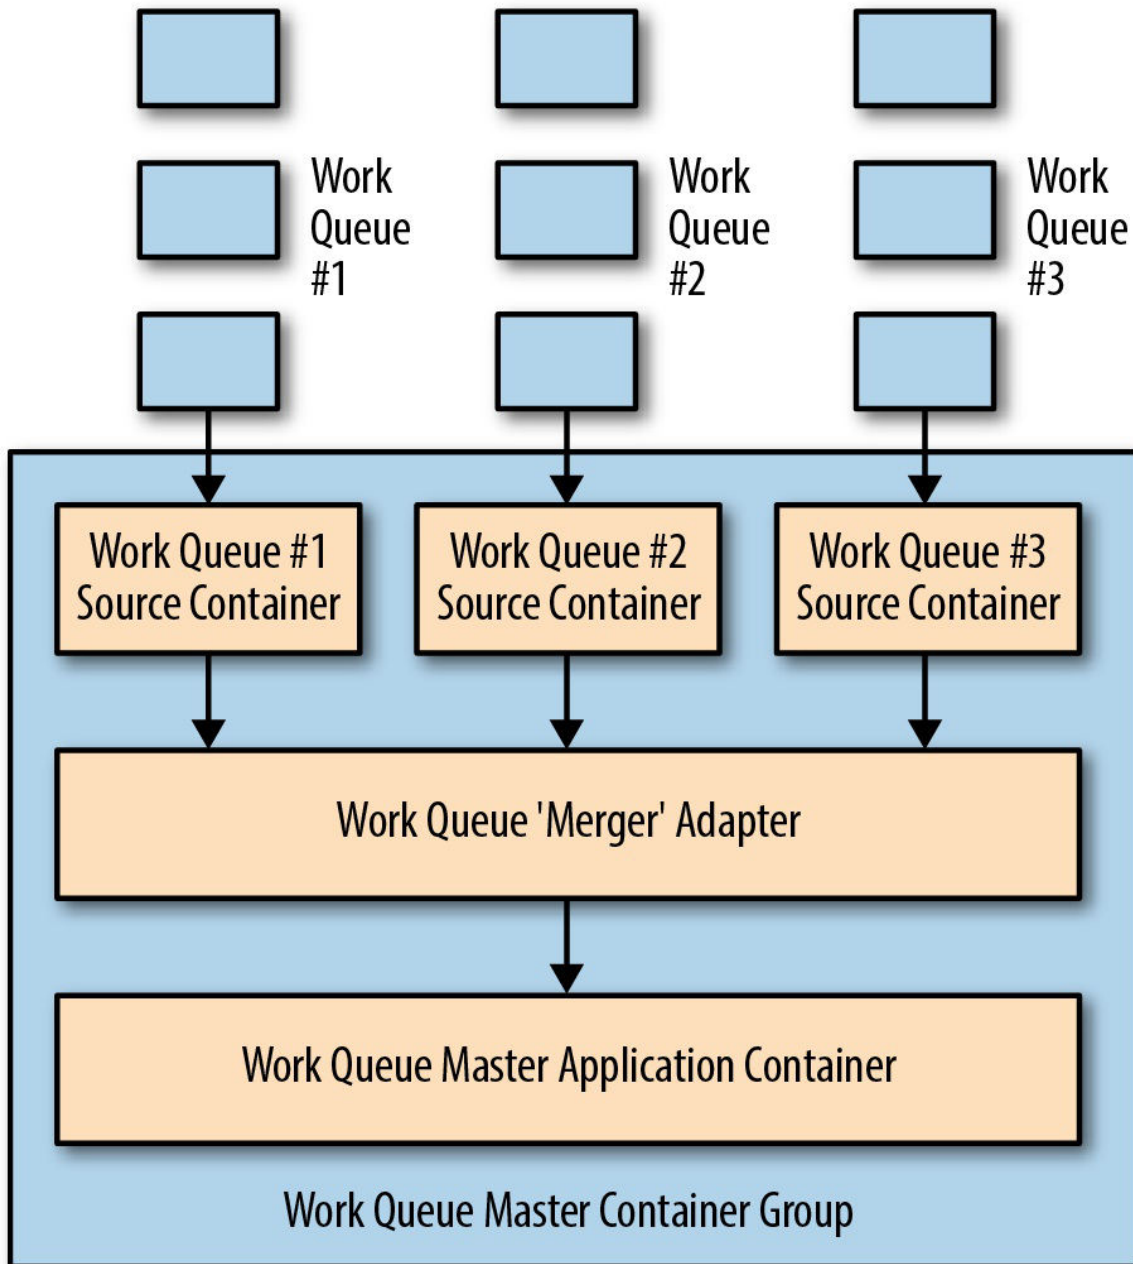 Work
Queue
#1
Work
Queue
#2
Work
Queue
#3
Work Queue #1
Source Container
Work Queue #2
Source Container
Work Queue #3
Source Container
Work Queue 'Merger' Adapter
Work Queue Master Application Container
Work Queue Master Container Group